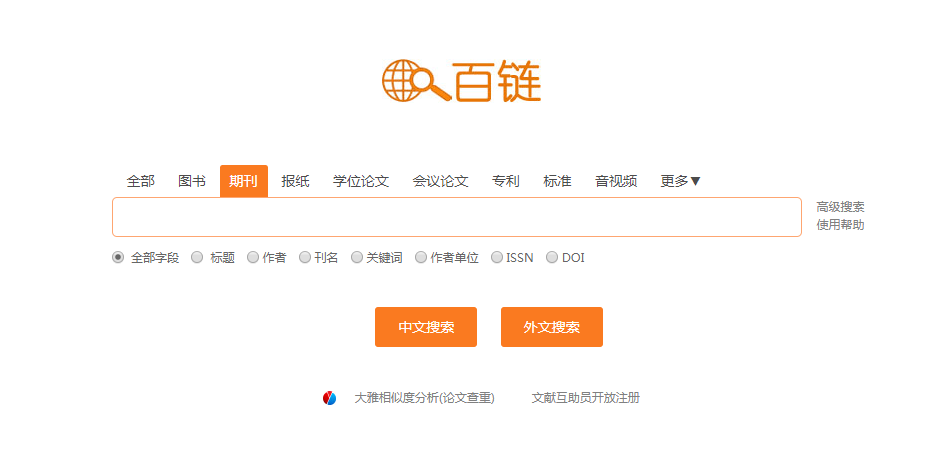 百链
全部 图书 期刊 报纸 学位论文 会议论文 专利 标准 音视频 更多▼
高级搜索
使用帮助
全部字段 标题 作者 刊名 关键词 作者单位 ISSN DOI
中文搜索 外文搜索
大雅相似度分析(论文查重) 文献互助员开放注册